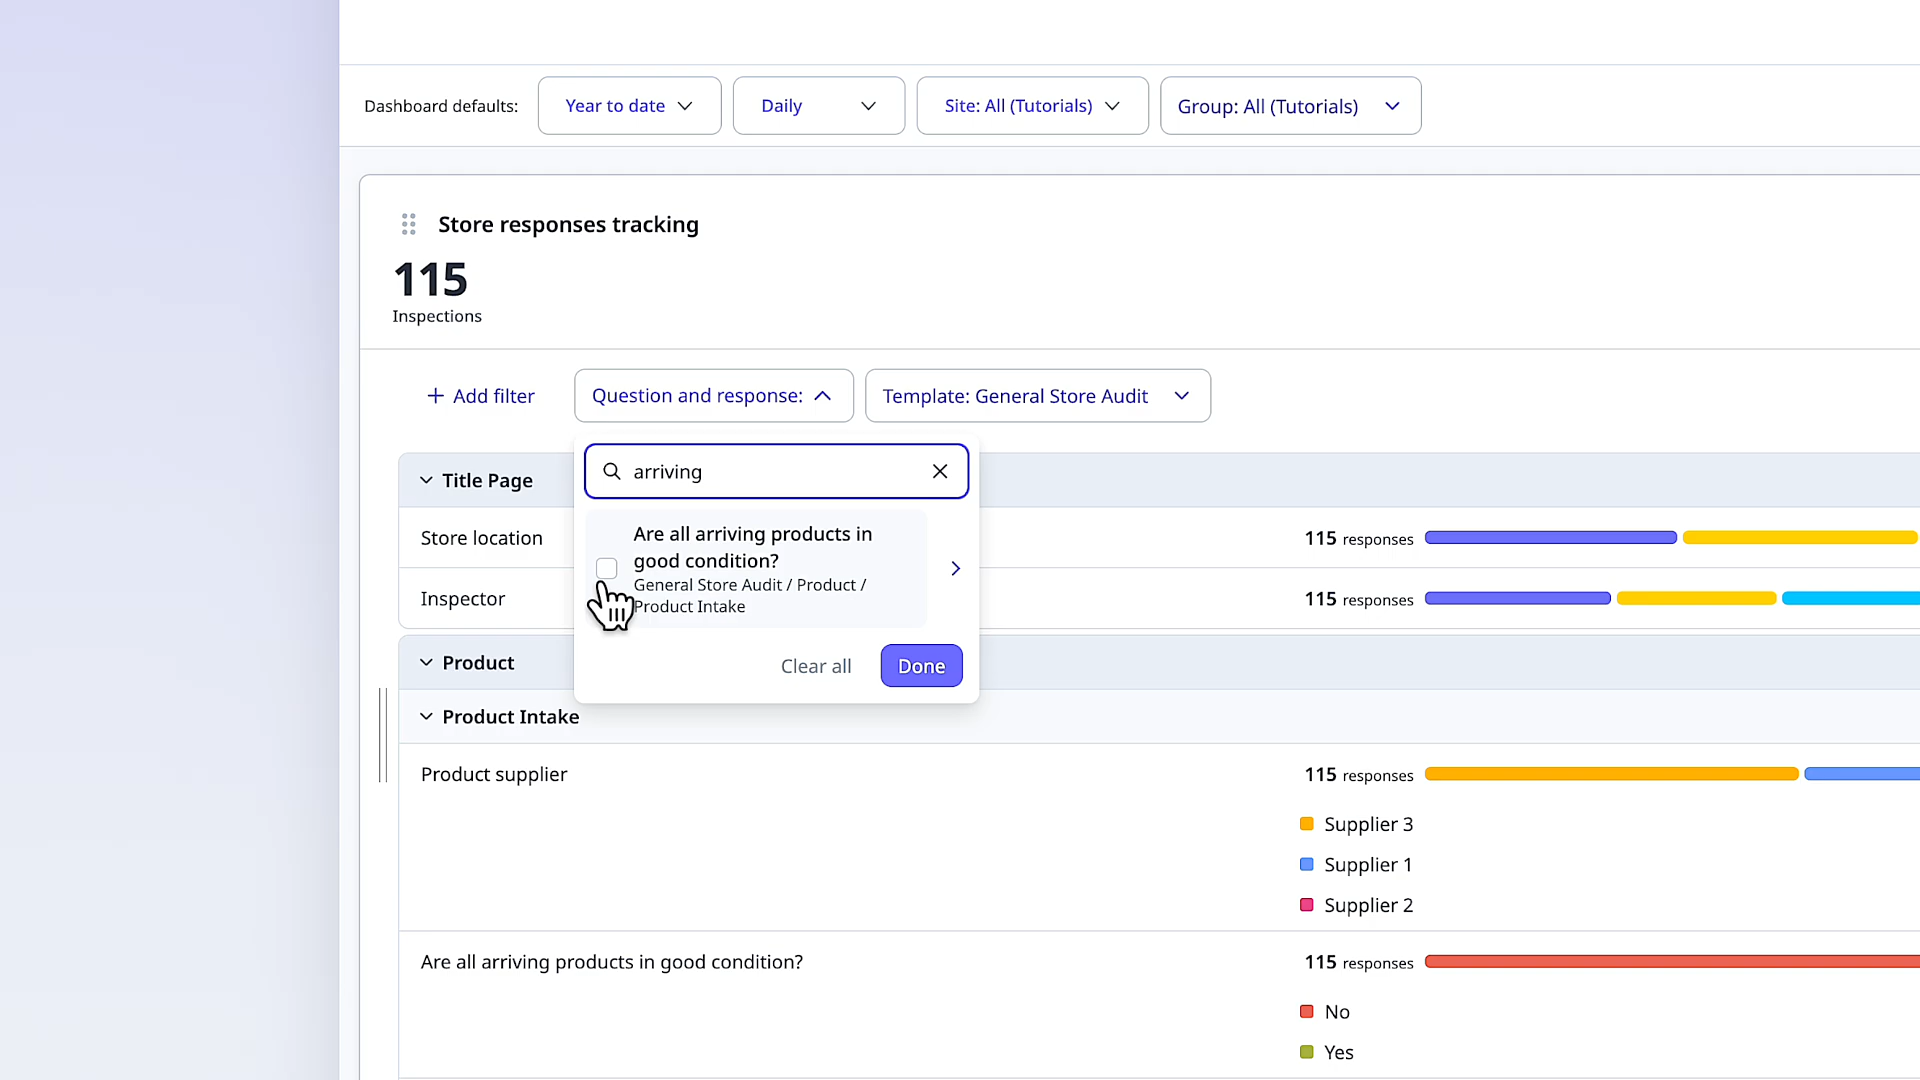 Dashboard defaults:
Year to date
Daily
Site: All (Tutorials)
Group: All (Tutorials)
Store responses tracking
115
Inspections
Add filter
Question and response:
Template: General Store Audit
arriving
Are all arriving products in
good condition?
General Store Audit / Product /
Product Intake
Clear all
Done
Title Page
Store location
115 responses
Inspector
115 responses
Product
Product Intake
Product supplier
115 responses
Supplier 3
Supplier 1
Supplier 2
Are all arriving products in good condition?
115 responses
No
Yes